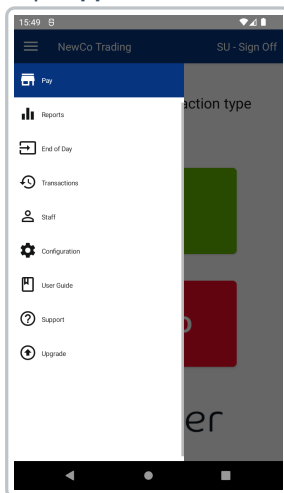 15:49
NewCo Trading
SU - Sign Off
Pay
action type
Reports
End of Day
Transactions
Staff
Configuration
User Guide
Support
Upgrade
er